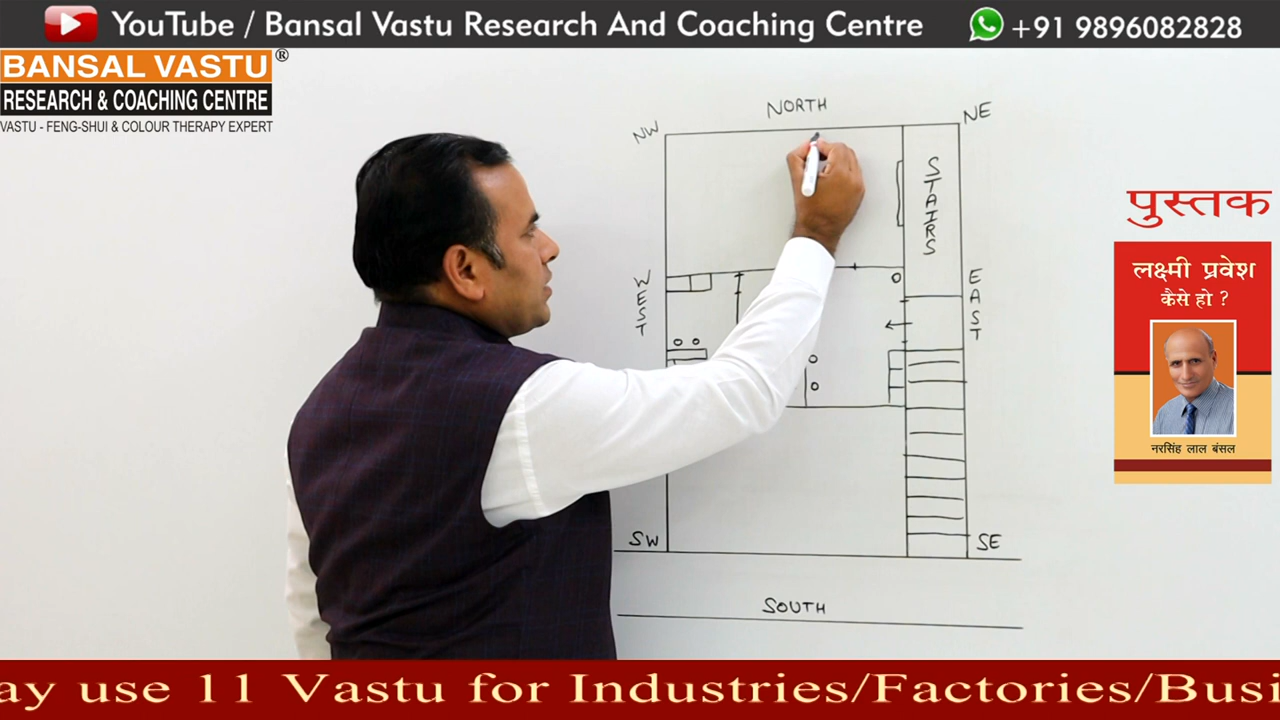 YouTube / Bansal Vastu Research And Coaching Centre
+91 9896082828
BANSAL VASTU®
RESEARCH & COACHING CENTRE
VASTU - FENG-SHUI & COLOUR THERAPY EXPERT
NORTH
NW
NE
STAIRS
WEST
EAST
SW
SE
SOUTH
पुस्तक
लक्ष्मी प्रवेश
कैसे हो ?
नरसिंह लाल बंसल
ay use 11 Vastu for Industries/Factories/Busi